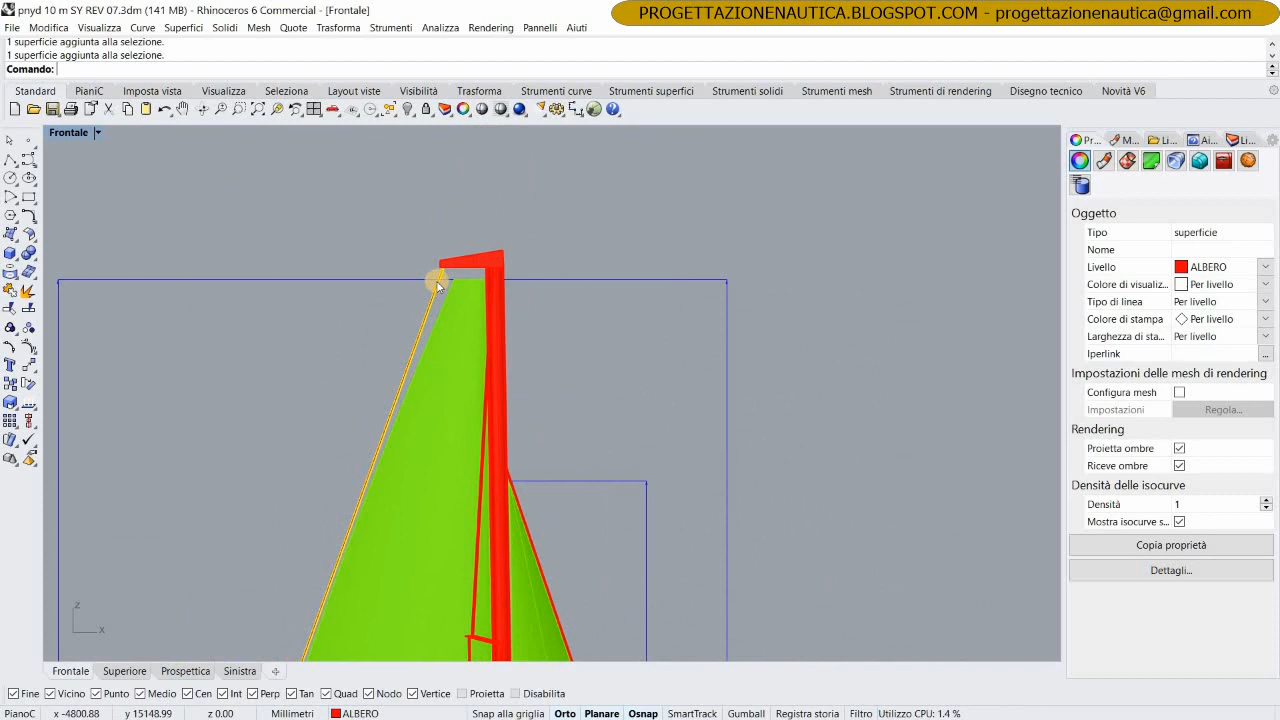 pnyd 10 m SY REV 07.3dm (141 MB) - Rhinoceros 6 Commercial - [Frontale]
PROGETTAZIONENAUTICA.BLOGSPOT.COM - progettazionenautica@gmail.com
File Modifica Visualizza Curve Superfici Solidi Mesh Quote Trasforma Strumenti Analizza Rendering Pannelli Aiuti
1 superficie aggiunta alla selezione.
1 superficie aggiunta alla selezione.
Comando:
Standard PianiC Imposta vista Visualizza Seleziona Layout viste Visibilità Trasforma Strumenti curve Strumenti superfici Strumenti solidi Strumenti mesh Strumenti di rendering Disegno tecnico Novità V6
Frontale
Pr... M... Li... Ai... Li...
Oggetto
Tipo superficie
Nome
Livello ALBERO
Colore di visualiz... Per livello
Tipo di linea Per livello
Colore di stampa Per livello
Larghezza di sta... Per livello
Iperlink ...
Impostazioni delle mesh di rendering
Configura mesh
Impostazioni Regola...
Rendering
Proietta ombre
Riceve ombre
Densità delle isocurve
Densità 1
Mostra isocurve s...
Copia proprietà
Dettagli...
z
x
Frontale Superiore Prospettica Sinistra
Fine Vicino Punto Medio Cen Int Perp Tan Quad Nodo Vertice Proietta Disabilita
PianoC x -4800.88 y 15148.99 z 0.00 Millimetri ALBERO Snap alla griglia Orto Planare Osnap SmartTrack Gumball Registra storia Filtro Utilizzo CPU: 1.4 %